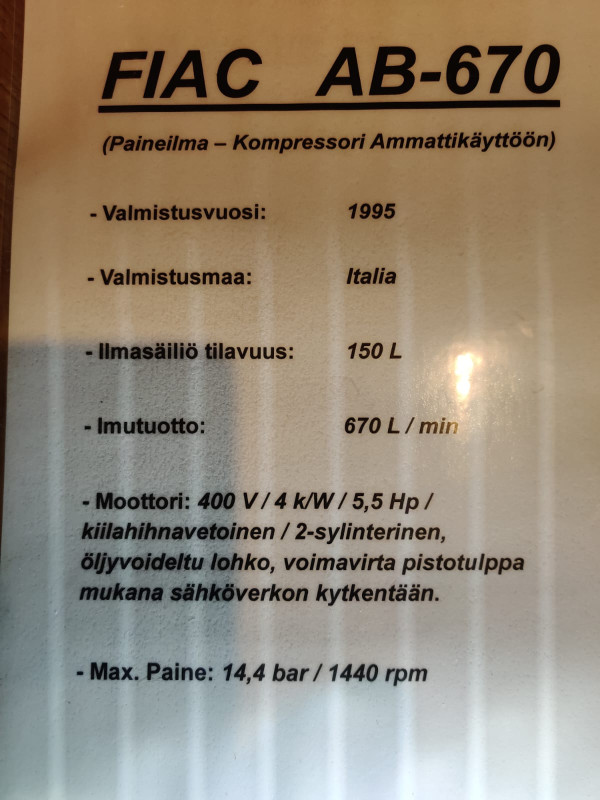 FIAC AB-670
(Paineilma – Kompressori Ammattikäyttöön)
- Valmistusvuosi: 1995
- Valmistusmaa: Italia
- Ilmasäiliö tilavuus: 150 L
- Imutuotto: 670 L / min
- Moottori: 400 V / 4 k/W / 5,5 Hp /
kiilahihnavetoinen / 2-sylinterinen,
öljyvoideltu lohko, voimavirta pistotulppa
mukana sähköverkon kytkentään.
- Max. Paine: 14,4 bar / 1440 rpm